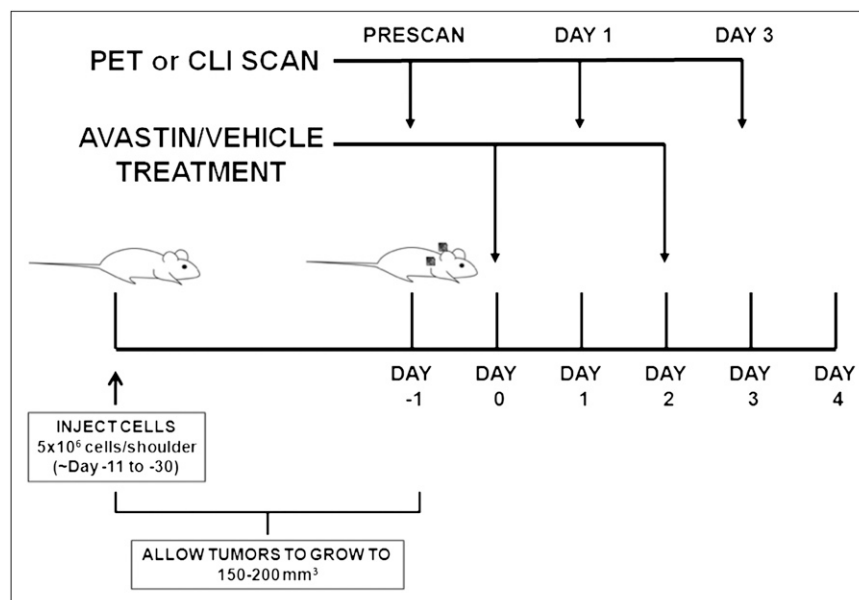 PRESCAN DAY 1 DAY 3
PET or CLI SCAN
AVASTIN/VEHICLE
TREATMENT
DAY DAY DAY DAY DAY DAY
-1 0 1 2 3 4
INJECT CELLS
5x10⁶ cells/shoulder
(~Day -11 to -30)
ALLOW TUMORS TO GROW TO
150-200 mm³